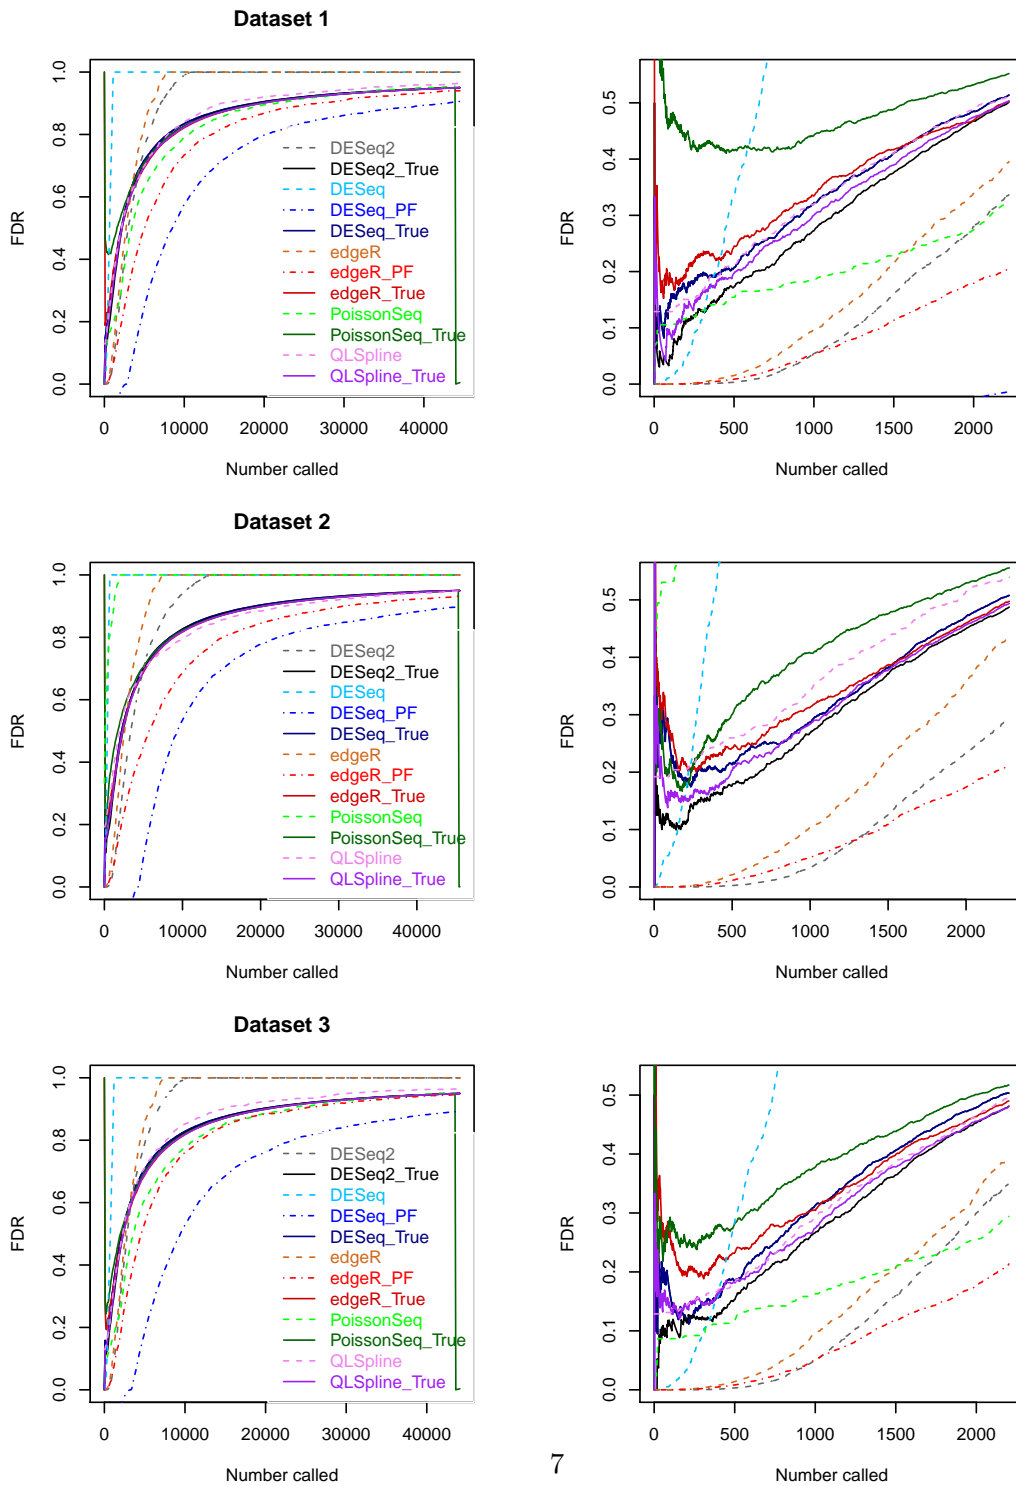 Dataset 1
FDR
0.0 0.2 0.4 0.6 0.8 1.0
DESeq2
DESeq2_True
DESeq
DESeq_PF
DESeq_True
edgeR
edgeR_PF
edgeR_True
PoissonSeq
PoissonSeq_True
QLSpline
QLSpline_True
0 10000 20000 30000 40000
Number called
FDR
0.0 0.1 0.2 0.3 0.4 0.5
0 500 1000 1500 2000
Number called
Dataset 2
FDR
0.0 0.2 0.4 0.6 0.8 1.0
DESeq2
DESeq2_True
DESeq
DESeq_PF
DESeq_True
edgeR
edgeR_PF
edgeR_True
PoissonSeq
PoissonSeq_True
QLSpline
QLSpline_True
0 10000 20000 30000 40000
Number called
FDR
0.0 0.1 0.2 0.3 0.4 0.5
0 500 1000 1500 2000
Number called
Dataset 3
FDR
0.0 0.2 0.4 0.6 0.8 1.0
DESeq2
DESeq2_True
DESeq
DESeq_PF
DESeq_True
edgeR
edgeR_PF
edgeR_True
PoissonSeq
PoissonSeq_True
QLSpline
QLSpline_True
0 10000 20000 30000 40000
Number called
FDR
0.0 0.1 0.2 0.3 0.4 0.5
0 500 1000 1500 2000
Number called
7